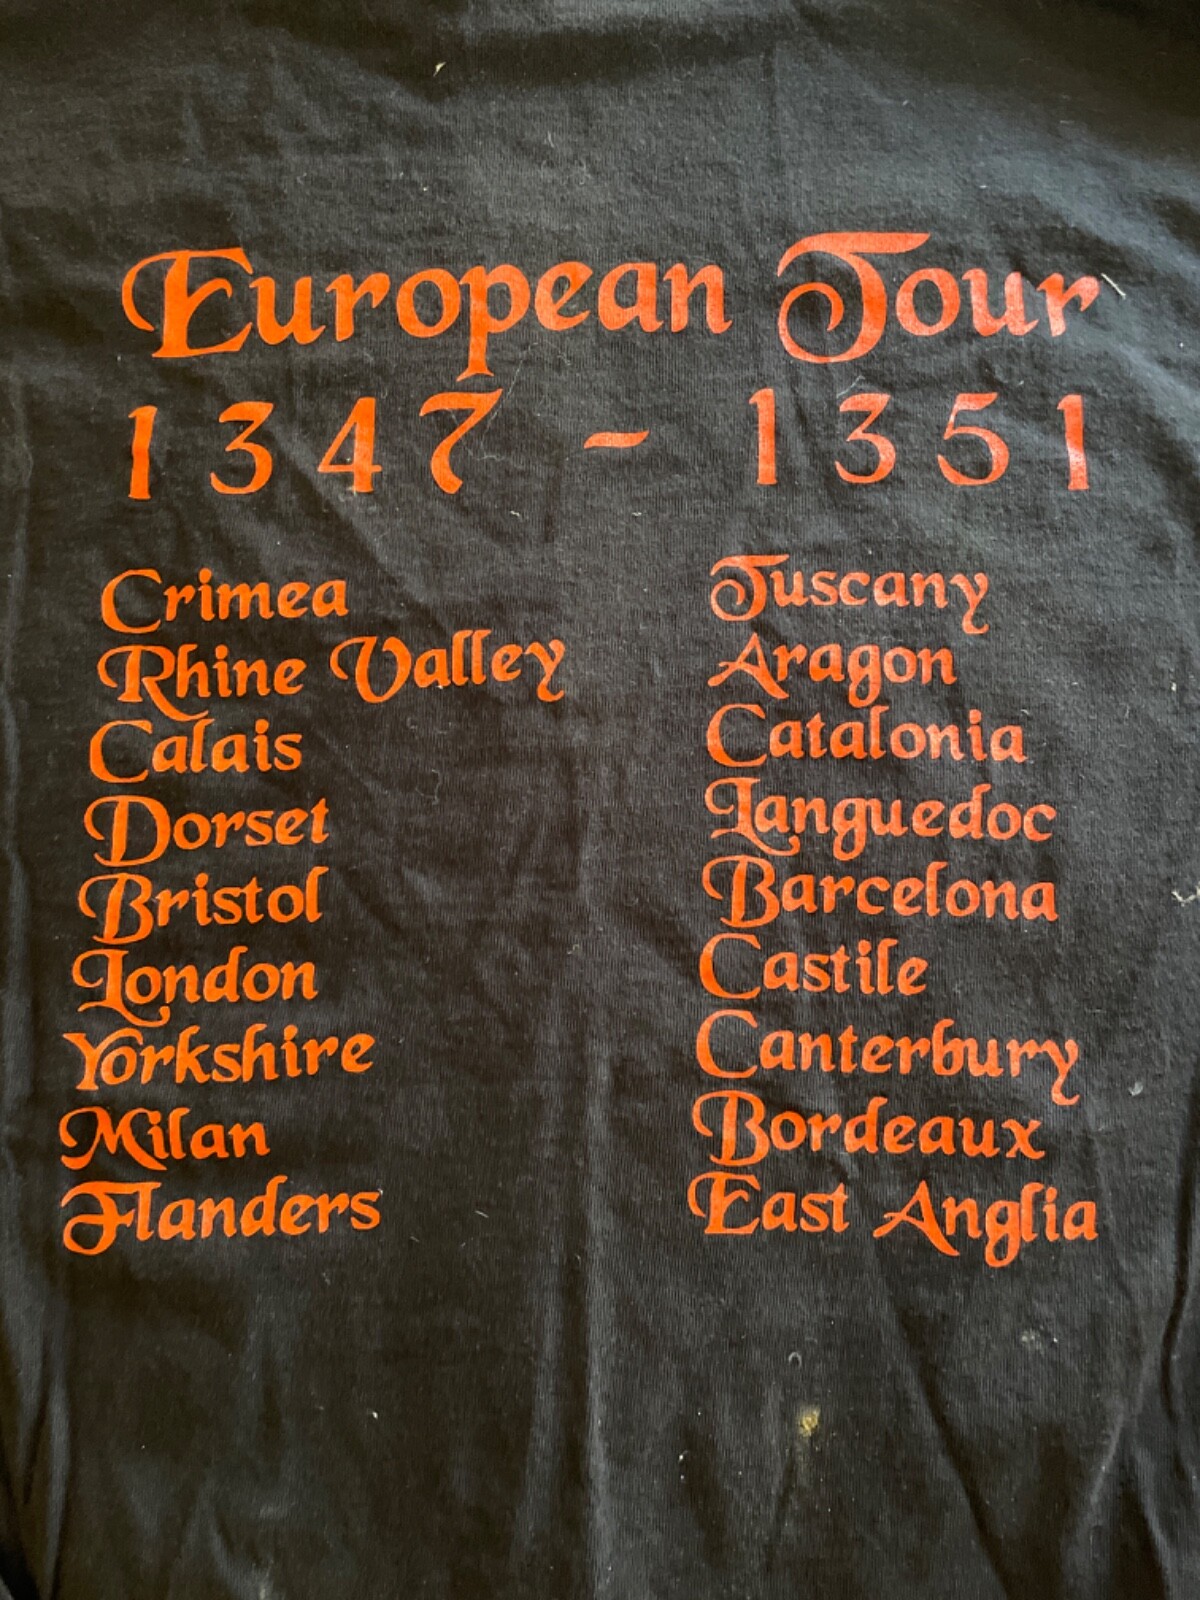 European Tour
1347 - 1351
Crimea
Rhine Valley
Calais
Dorset
Bristol
London
Yorkshire
Milan
Flanders
Tuscany
Aragon
Catalonia
Languedoc
Barcelona
Castile
Canterbury
Bordeaux
East Anglia